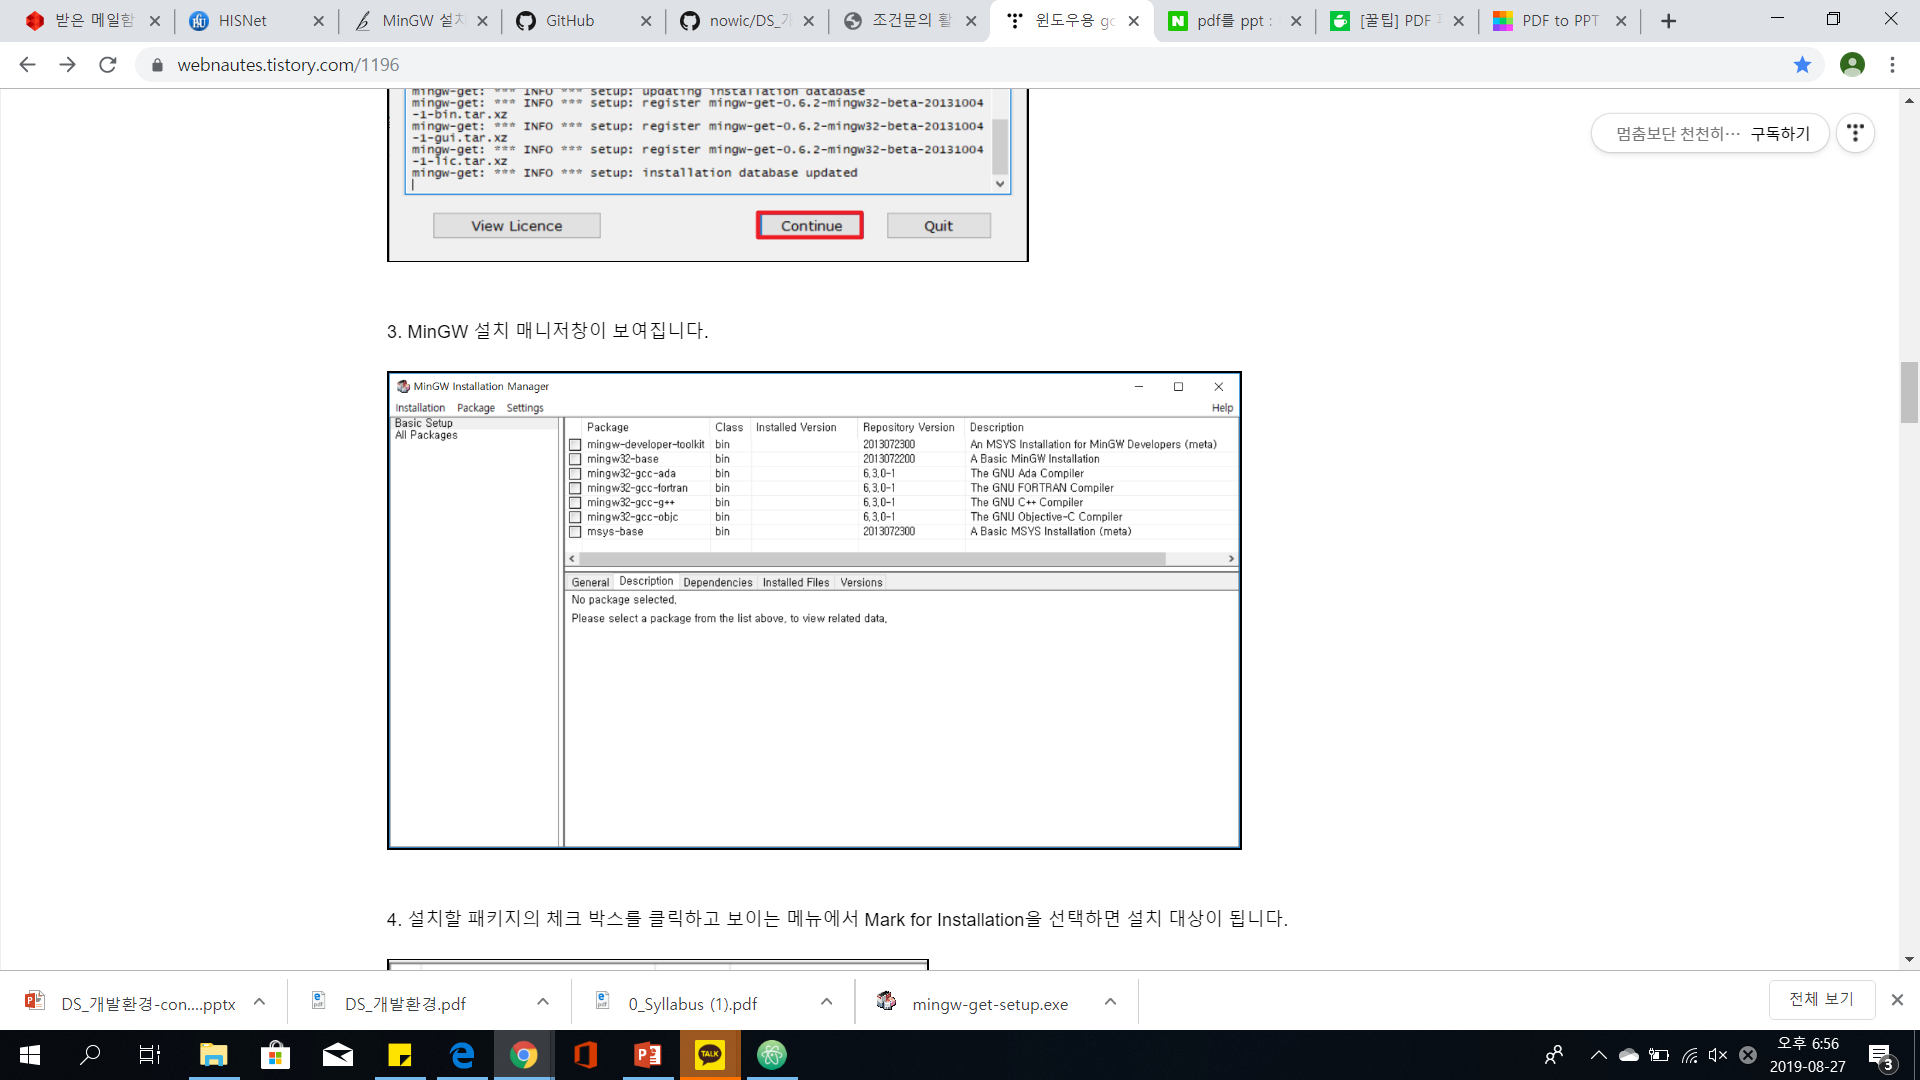 받은 메일함
HISNet
MinGW 설치
GitHub
nowic/DS_개
조건문의 활
윈도우용 gc
pdf를 ppt :
[꿀팁] PDF
PDF to PPT
webnautes.tistory.com/1196
멈춤보단 천천히… 구독하기
mingw-get: *** INFO *** setup: updating installation database
mingw-get: *** INFO *** setup: register mingw-get-0.6.2-mingw32-beta-20131004
-1-bin.tar.xz
mingw-get: *** INFO *** setup: register mingw-get-0.6.2-mingw32-beta-20131004
-1-gui.tar.xz
mingw-get: *** INFO *** setup: register mingw-get-0.6.2-mingw32-beta-20131004
-1-lic.tar.xz
mingw-get: *** INFO *** setup: installation database updated
View Licence
Continue
Quit
3. MinGW 설치 매니저창이 보여집니다.
MinGW Installation Manager
Installation Package Settings Help
Basic Setup
All Packages
Package Class Installed Version Repository Version Description
mingw-developer-toolkit bin 2013072300 An MSYS Installation for MinGW Developers (meta)
mingw32-base bin 2013072200 A Basic MinGW Installation
mingw32-gcc-ada bin 6.3.0-1 The GNU Ada Compiler
mingw32-gcc-fortran bin 6.3.0-1 The GNU FORTRAN Compiler
mingw32-gcc-g++ bin 6.3.0-1 The GNU C++ Compiler
mingw32-gcc-objc bin 6.3.0-1 The GNU Objective-C Compiler
msys-base bin 2013072300 A Basic MSYS Installation (meta)
General Description Dependencies Installed Files Versions
No package selected.
Please select a package from the list above, to view related data.
4. 설치할 패키지의 체크 박스를 클릭하고 보이는 메뉴에서 Mark for Installation을 선택하면 설치 대상이 됩니다.
DS_개발환경-con....pptx
DS_개발환경.pdf
0_Syllabus (1).pdf
mingw-get-setup.exe
전체 보기
TALK
오후 6:56
2019-08-27
3